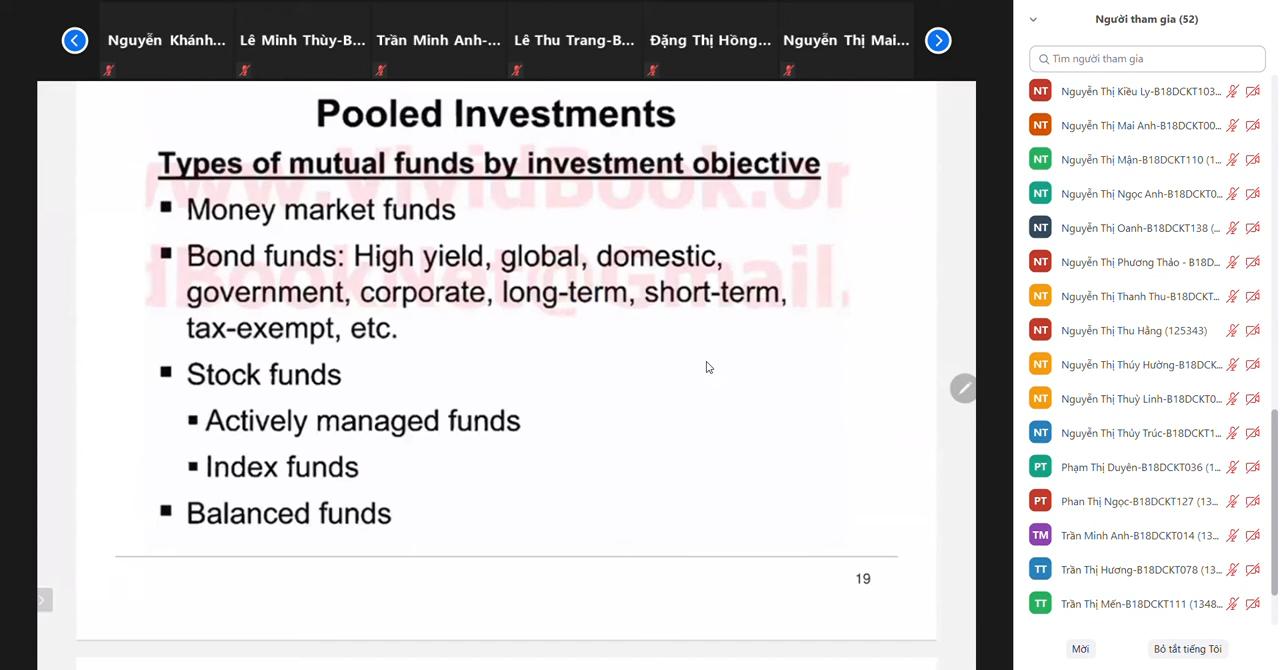 Nguyễn Khánh...
Lê Minh Thùy-B...
Trần Minh Anh-...
Lê Thu Trang-B...
Đặng Thị Hồng...
Nguyễn Thị Mai...
Pooled Investments
Types of mutual funds by investment objective
▪ Money market funds
▪ Bond funds: High yield, global, domestic,
government, corporate, long-term, short-term,
tax-exempt, etc.
▪ Stock funds
▪ Actively managed funds
▪ Index funds
▪ Balanced funds
19
www.VividBook.or
dBook.Net@Gmail.
Người tham gia (52)
Tìm người tham gia
NT Nguyễn Thị Kiều Ly-B18DCKT103...
NT Nguyễn Thị Mai Anh-B18DCKT00...
NT Nguyễn Thị Mận-B18DCKT110 (1...
NT Nguyễn Thị Ngọc Anh-B18DCKT0...
NT Nguyễn Thị Oanh-B18DCKT138 (...
NT Nguyễn Thị Phương Thảo - B18D...
NT Nguyễn Thị Thanh Thu-B18DCKT...
NT Nguyễn Thị Thu Hằng (125343)
NT Nguyễn Thị Thúy Hường-B18DCK...
NT Nguyễn Thị Thuỳ Linh-B18DCKT0...
NT Nguyễn Thị Thủy Trúc-B18DCKT1...
PT Phạm Thị Duyên-B18DCKT036 (1...
PT Phan Thị Ngọc-B18DCKT127 (13...
TM Trần Minh Anh-B18DCKT014 (13...
TT Trần Thị Hương-B18DCKT078 (13...
TT Trần Thị Mến-B18DCKT111 (1348...
Mời
Bỏ tắt tiếng Tôi